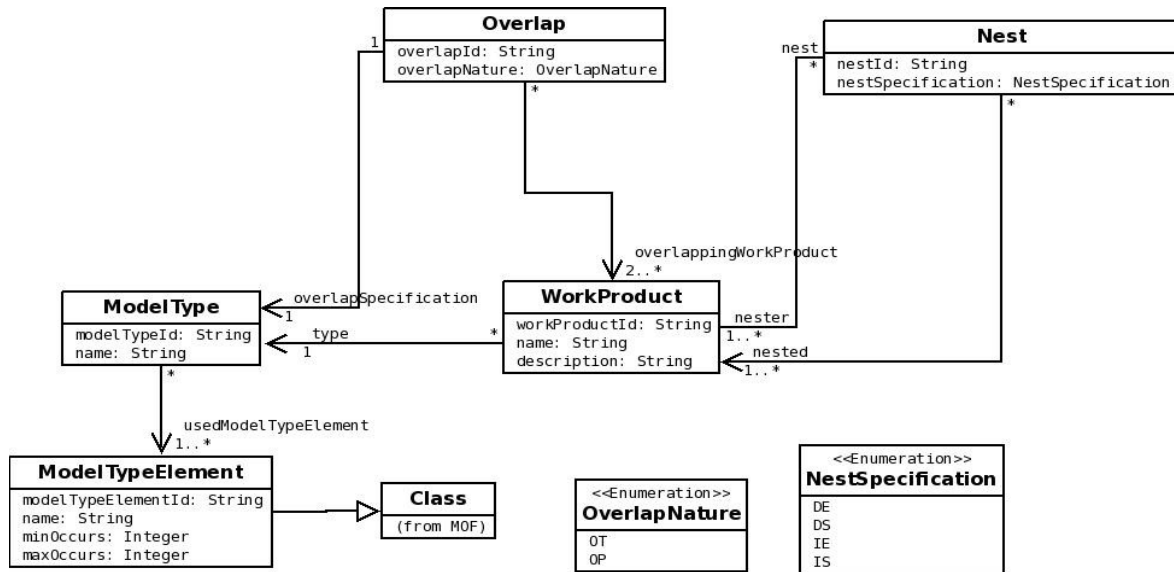 Overlap
overlapId: String
overlapNature: OverlapNature
1
*
Nest
nestId: String
nestSpecification: NestSpecification
nest
*
*
overlappingWorkProduct
2..*
ModelType
modelTypeId: String
name: String
overlapSpecification
1
type
1
*
WorkProduct
workProductId: String
name: String
description: String
nester
1..*
nested
1..*
*
usedModelTypeElement
1..*
ModelTypeElement
modelTypeElementId: String
name: String
minOccurs: Integer
maxOccurs: Integer
Class
(from MOF)
<<Enumeration>>
OverlapNature
OT
OP
<<Enumeration>>
NestSpecification
DE
DS
IE
IS